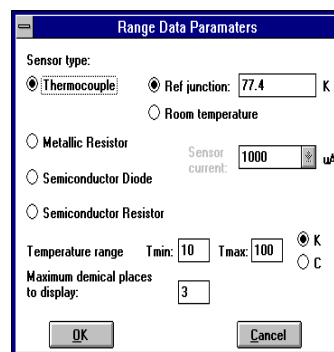 Range Data Paramaters
Sensor type:
Thermocouple
Ref junction: 77.4 K
Room temperature
Metallic Resistor
Sensor current: 1000 uA
Semiconductor Diode
Semiconductor Resistor
Temperature range Tmin: 10 Tmax: 100 K
C
Maximum demical places
to display: 3
OK Cancel